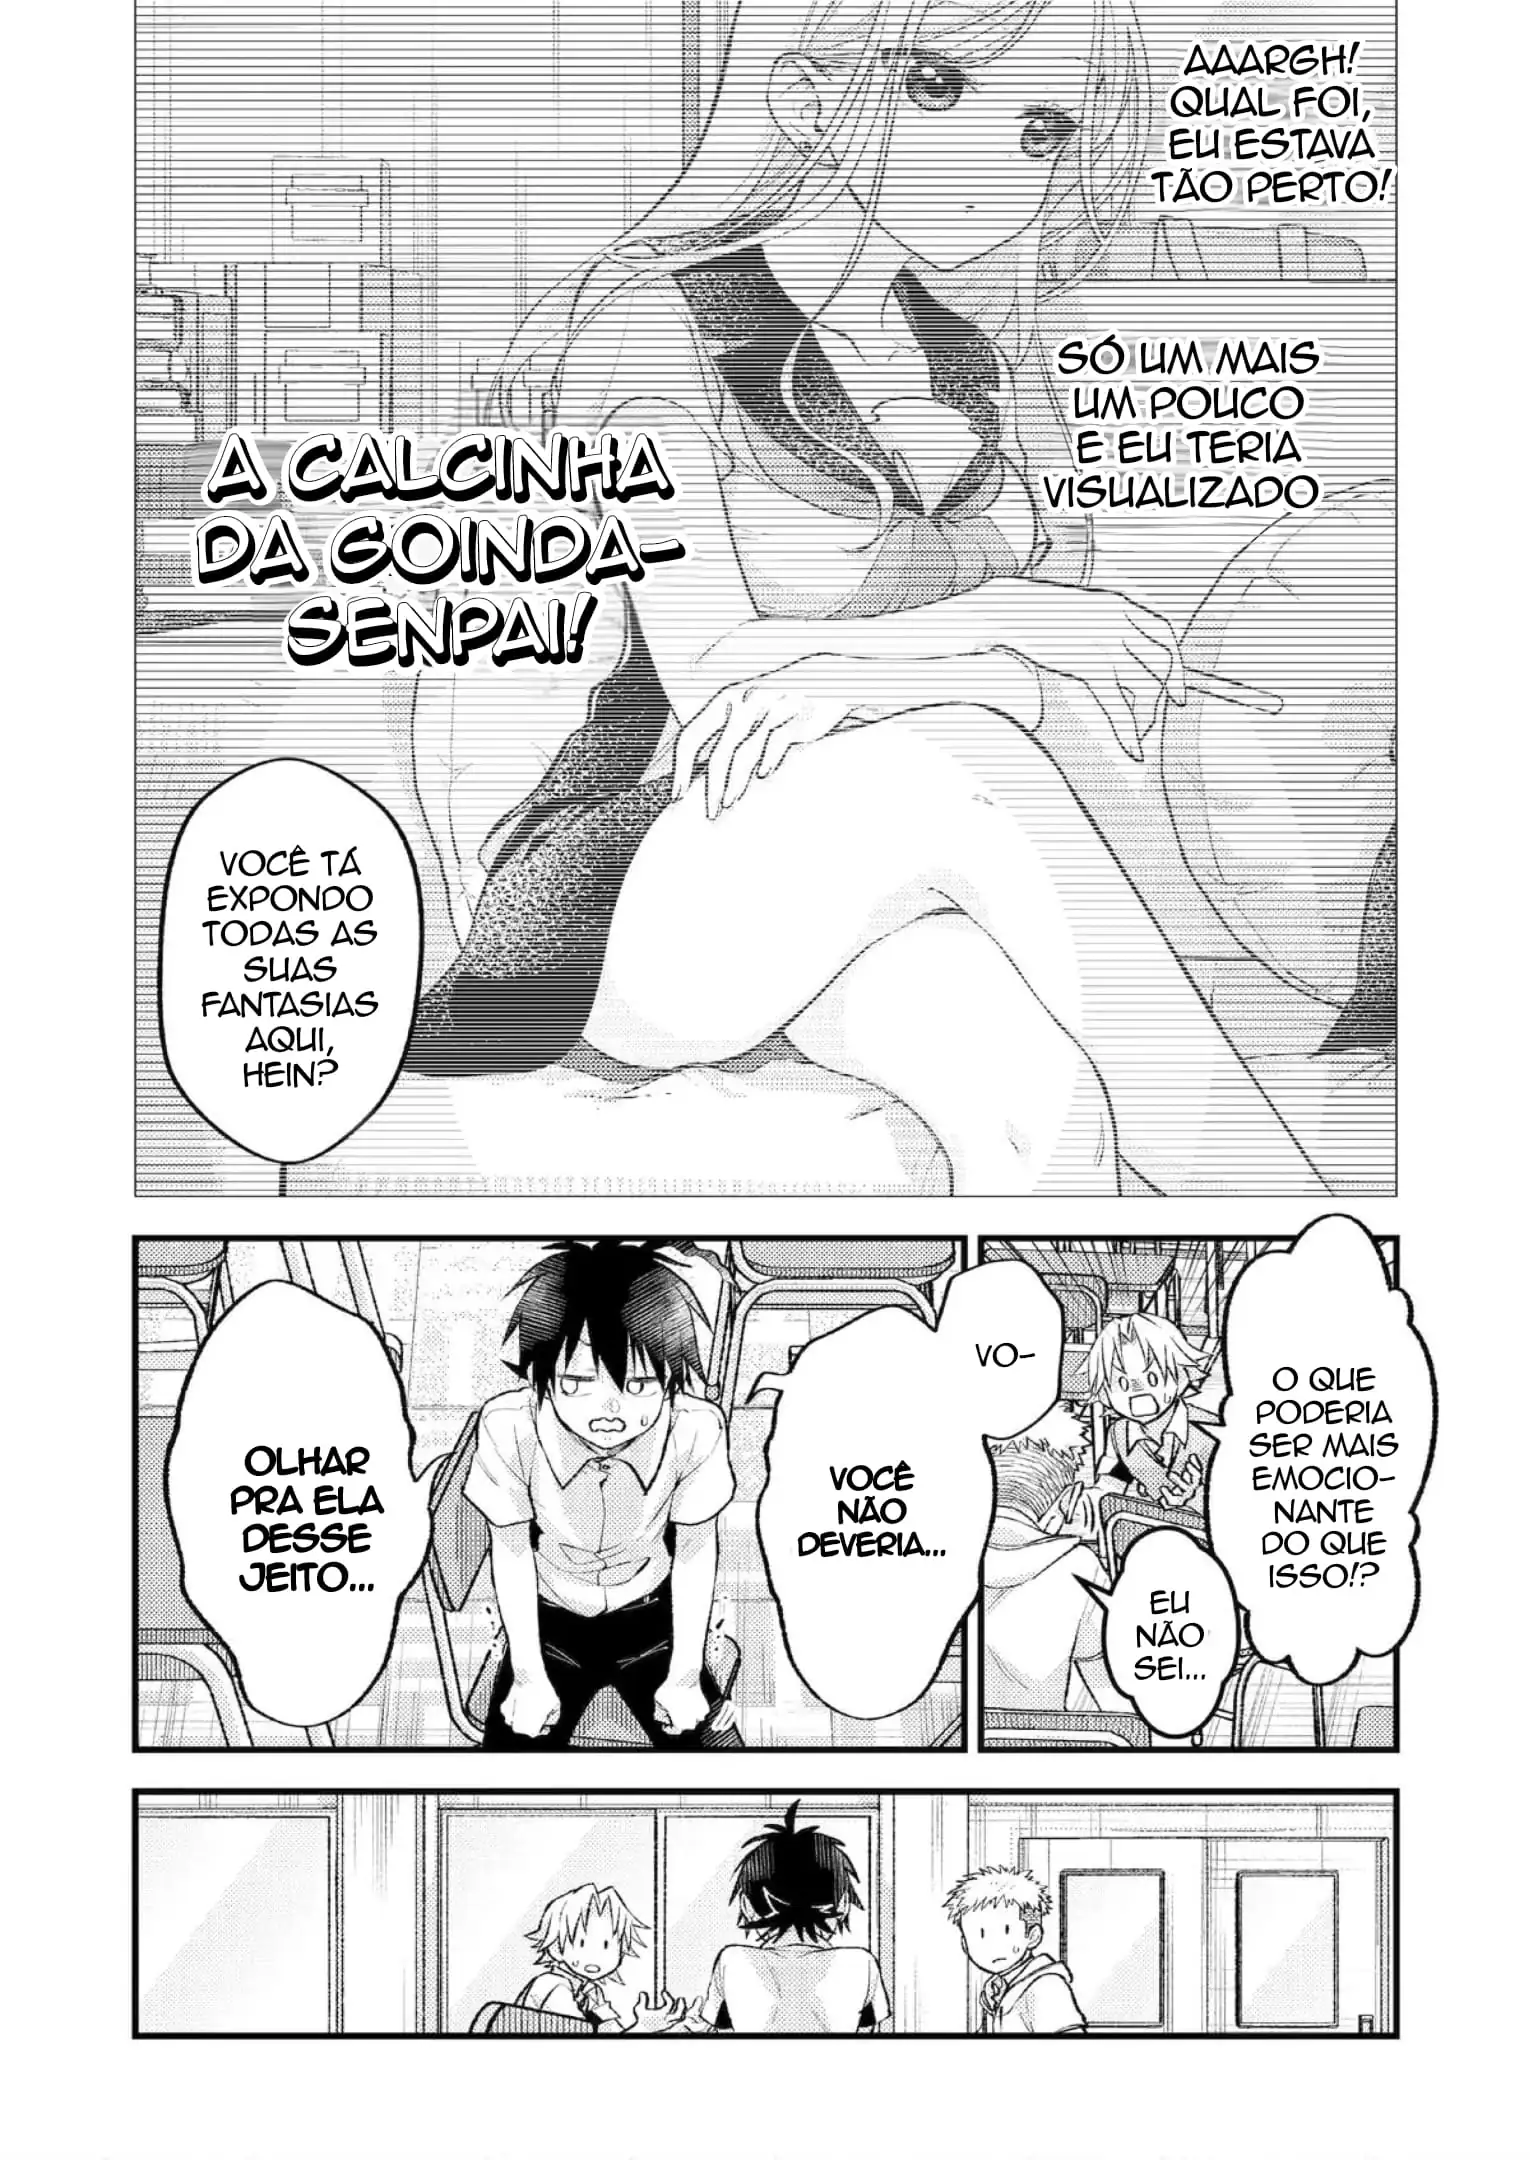 AAARGH!
QUAL FOI,
EU ESTAVA
TÃO PERTO!
SÓ UM MAIS
UM POUCO
E EU TERIA
VISUALIZADO
A CALCINHA
DA GOINDA-
SENPAI!
VOCÊ TÁ
EXPONDO
TODAS AS
SUAS
FANTASIAS
AQUI,
HEIN?
O QUE
PODERIA
SER MAIS
EMOCIO-
NANTE
DO QUE
ISSO!?
EU
NÃO
SEI...
VO-
VOCÊ
NÃO
DEVERIA...
OLHAR
PRA ELA
DESSE
JEITO...